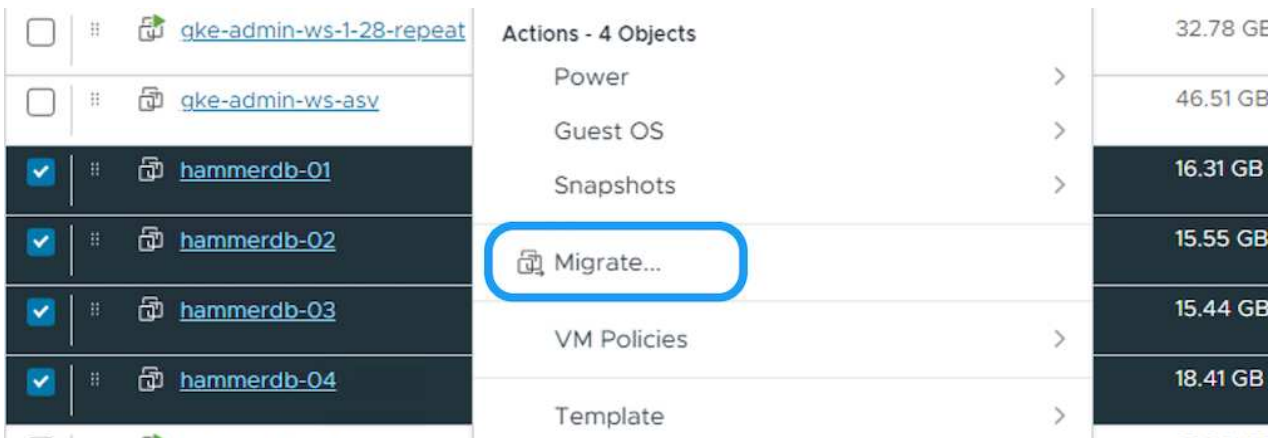 gke-admin-ws-1-28-repeat
Actions - 4 Objects
32.78 GB
Power
gke-admin-ws-asv
46.51 GB
Guest OS
hammerdb-01
16.31 GB
Snapshots
hammerdb-02
15.55 GB
Migrate...
hammerdb-03
15.44 GB
VM Policies
hammerdb-04
18.41 GB
Template